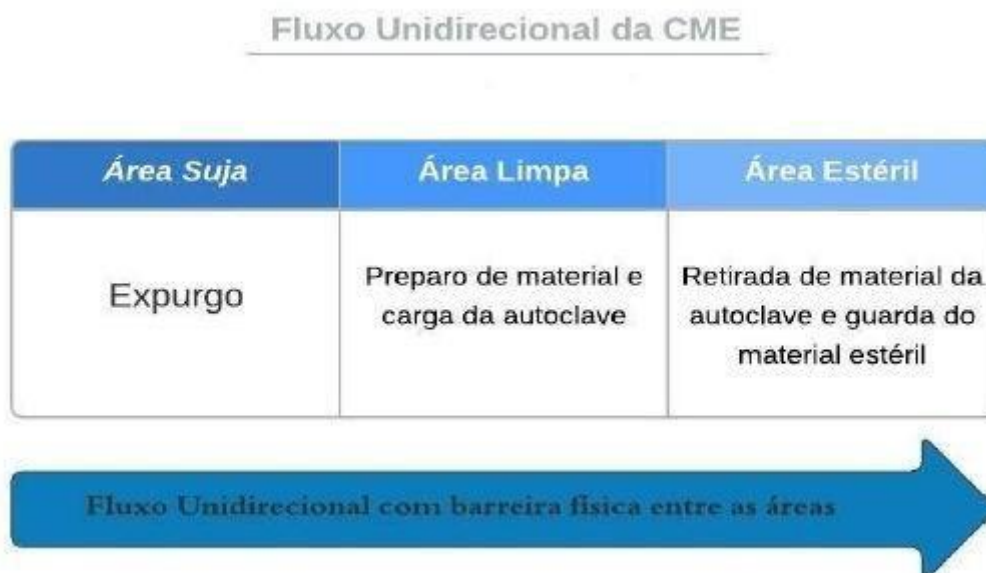 Fluxo Unidirecional da CME
Área Suja
Área Limpa
Área Estéril
Expurgo
Preparo de material e
carga da autoclave
Retirada de material da
autoclave e guarda do
material estéril
Fluxo Unidirecional com barreira física entre as áreas